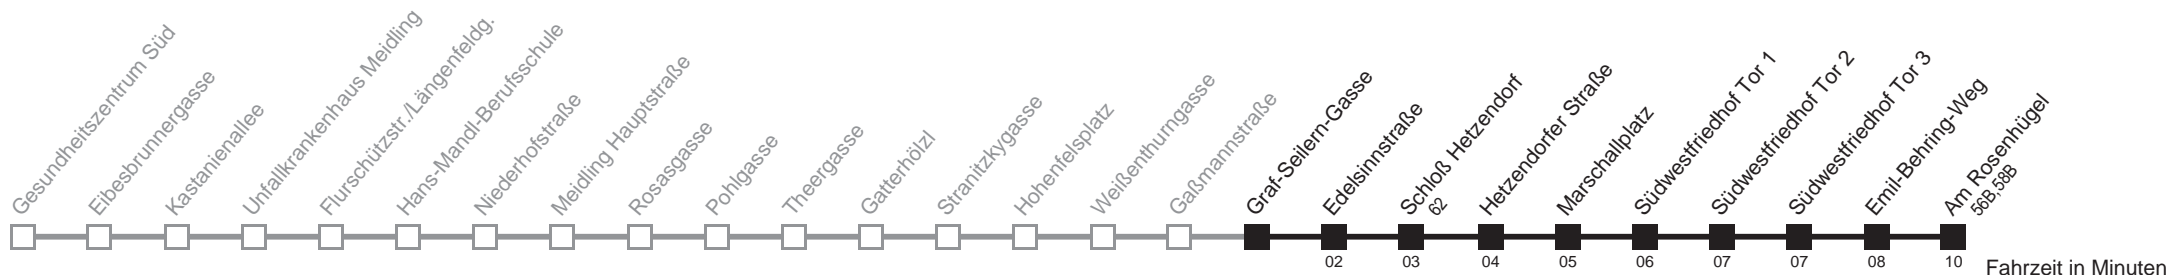 Gesundheitszentrum Süd
Eibesbrunnergasse
Kastanienallee
Unfallkrankenhaus Meidling
Flurschützstr./Längenfeldg.
Hans-Mandl-Berufsschule
Niederhofstraße
Meidling Hauptstraße
Rosasgasse
Pohlgasse
Theergasse
Gatterhölzl
Stranitzkygasse
Hohenfelsplatz
Weißenthurngasse
Gaßmannstraße
Graf-Seilern-Gasse
Edelsinnstraße
Schloß Hetzendorf
62
Hetzendorfer Straße
Marschallplatz
Südwestfriedhof Tor 1
Südwestfriedhof Tor 2
Südwestfriedhof Tor 3
Emil-Behring-Weg
Am Rosenhügel
56B,58B
02 03 04 05 06 07 07 08 10
Fahrzeit in Minuten